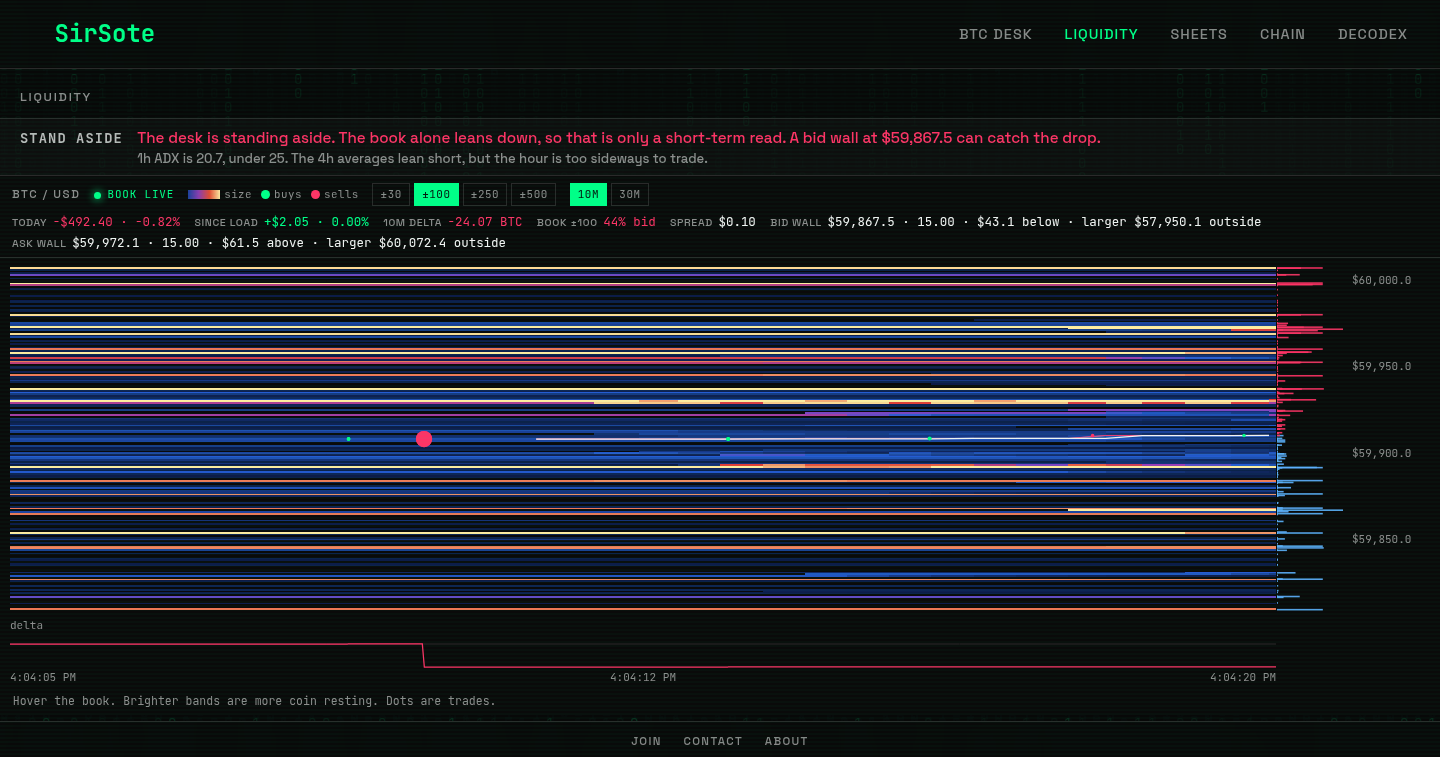 SirSote
BTC DESK LIQUIDITY SHEETS CHAIN DECODEX
LIQUIDITY
STAND ASIDE The desk is standing aside. The book alone leans down, so that is only a short-term read. A bid wall at $59,867.5 can catch the drop.
1h ADX is 20.7, under 25. The 4h averages lean short, but the hour is too sideways to trade.
BTC / USD BOOK LIVE size buys sells ±30 ±100 ±250 ±500 10M 30M
TODAY -$492.40 · -0.82% SINCE LOAD +$2.05 · 0.00% 10M DELTA -24.07 BTC BOOK ±100 44% bid SPREAD $0.10 BID WALL $59,867.5 · 15.00 · $43.1 below · larger $57,950.1 outside
ASK WALL $59,972.1 · 15.00 · $61.5 above · larger $60,072.4 outside
$60,000.0
$59,950.0
$59,900.0
$59,850.0
delta
4:04:05 PM 4:04:12 PM 4:04:20 PM
Hover the book. Brighter bands are more coin resting. Dots are trades.
JOIN CONTACT ABOUT